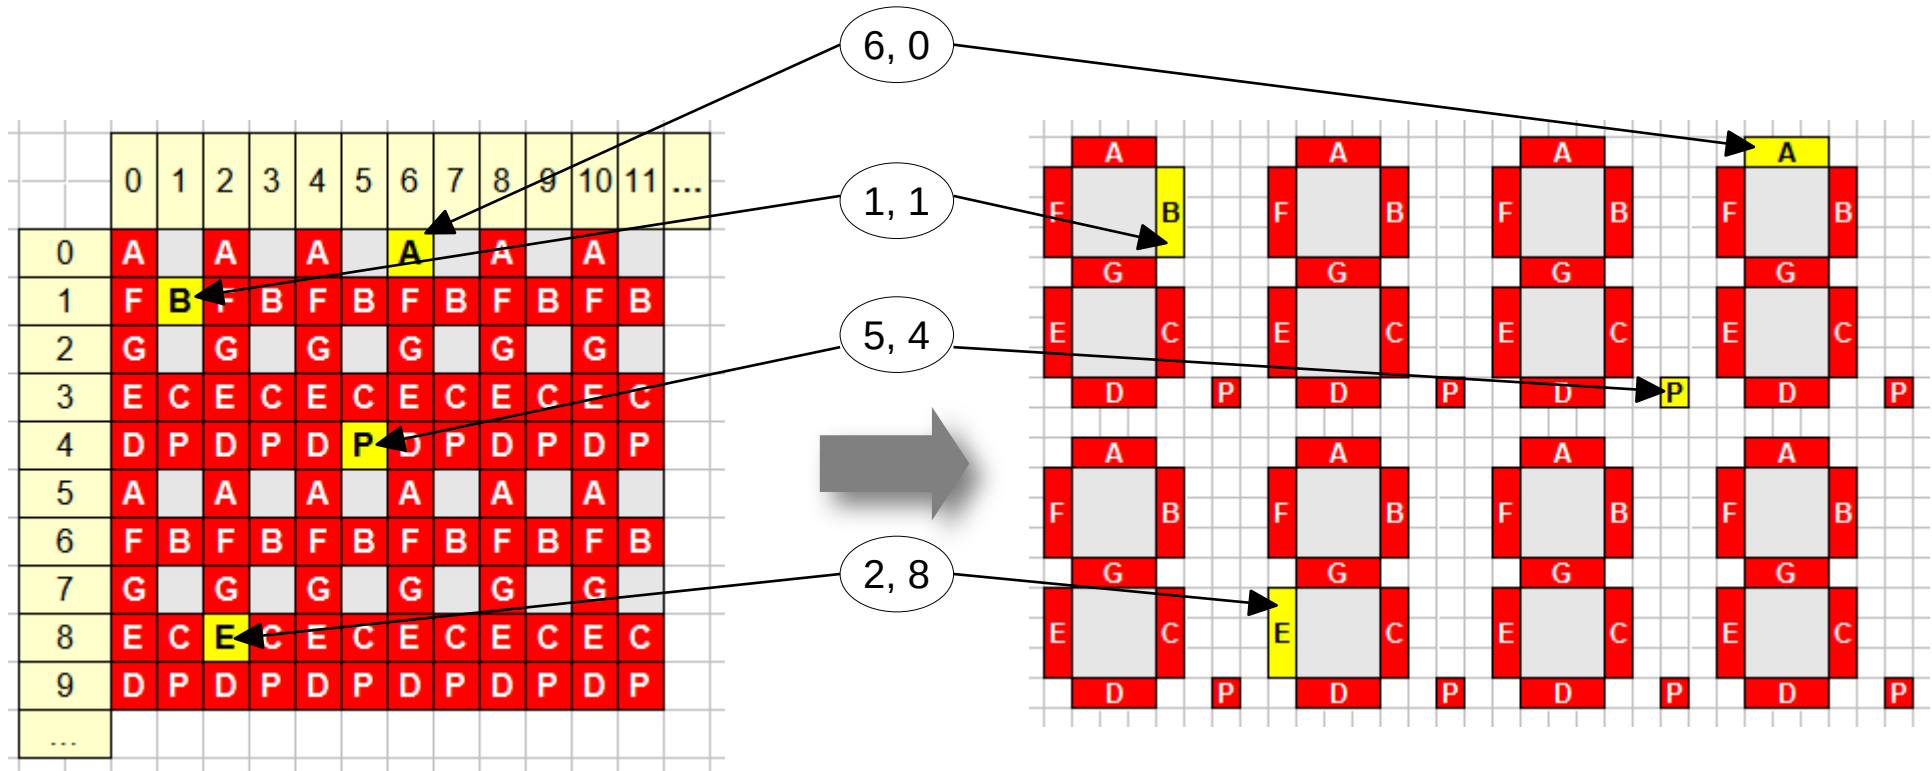 6, 0
1, 1
5, 4
2, 8
0 1 2 3 4 5 6 7 8 9 10 11 ...
0 A A A A A A
1 F B F B F B F B F B F B
2 G G G G G G
3 E C E C E C E C E C E C
4 D P D P D P D P D P D P
5 A A A A A A
6 F B F B F B F B F B F B
7 G G G G G G
8 E C E C E C E C E C E C
9 D P D P D P D P D P D P
...
A A A A
F B F B F B F B
G G G G
E C E C E C E C
D P D P D P D P
A A A A
F B F B F B F B
G G G G
E C E C E C E C
D P D P D P D P